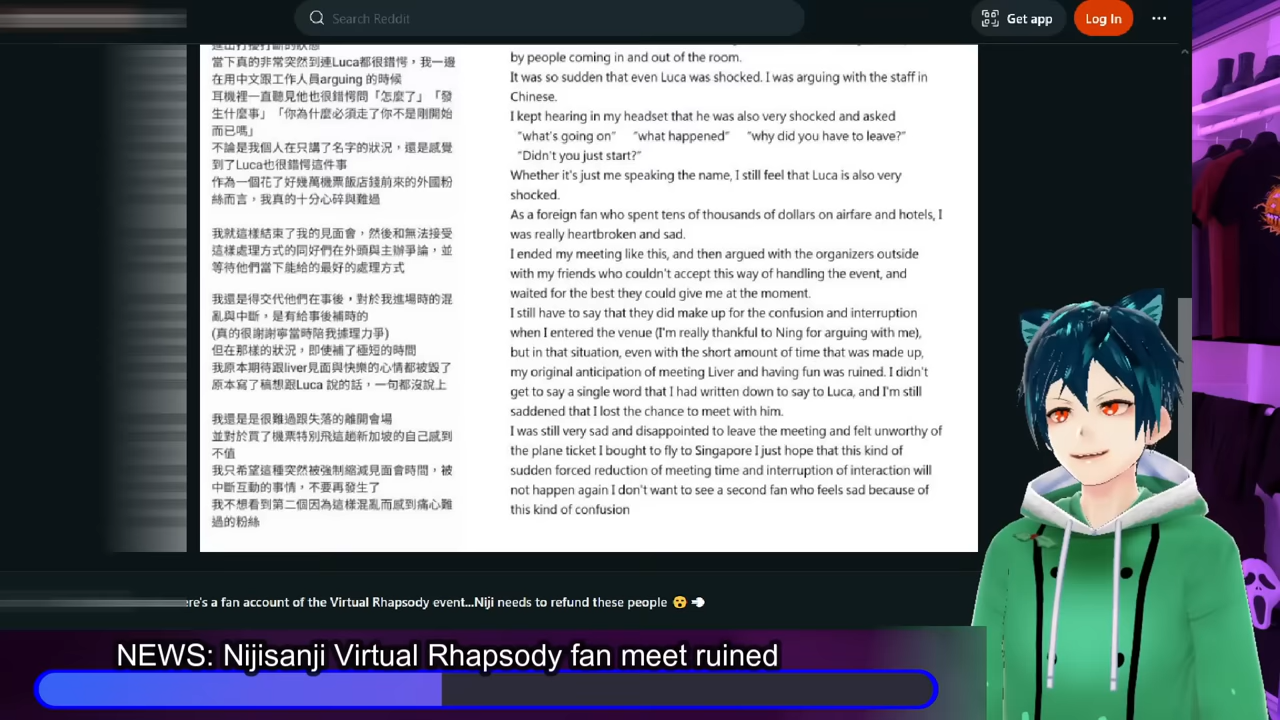 Search Reddit
Get app
Log In
進出打擾打斷的狀態
當下真的非常突然到連Luca都很錯愕，我一邊
在用中文跟工作人員arguing 的時候
耳機裡一直聽見他也很錯愕問「怎麼了」「發
生什麼事」「你為什麼必須走了你不是剛開始
而已嗎」
不論是我個人在只講了名字的狀況，還是感覺
到了Luca也很錯愕這件事
作為一個花了好幾萬機票飯店錢前來的外國粉
絲而言，我真的十分心碎與難過
我就這樣結束了我的見面會，然後和無法接受
這樣處理方式的同好們在外頭與主辦爭論，並
等待他們當下能給的最好的處理方式
我還是得交代他們在事後，對於我進場時的混
亂與中斷，是有給事後補時的
(真的很謝謝寧當時陪我據理力爭)
但在那樣的狀況，即使補了極短的時間
我原本期待跟liver見面與快樂的心情都被毀了
原本寫了稿想跟Luca 說的話，一句都沒說上
我還是是很難過跟失落的離開會場
並對於買了機票特別飛這趟新加坡的自己感到
不值
我只希望這種突然被強制縮減見面會時間，被
中斷互動的事情，不要再發生了
我不想看到第二個因為這樣混亂而感到痛心難
過的粉絲
by people coming in and out of the room.
It was so sudden that even Luca was shocked. I was arguing with the staff in
Chinese.
I kept hearing in my headset that he was also very shocked and asked
"what's going on" "what happened" "why did you have to leave?"
"Didn't you just start?"
Whether it's just me speaking the name, I still feel that Luca is also very
shocked.
As a foreign fan who spent tens of thousands of dollars on airfare and hotels, I
was really heartbroken and sad.
I ended my meeting like this, and then argued with the organizers outside
with my friends who couldn't accept this way of handling the event, and
waited for the best they could give me at the moment.
I still have to say that they did make up for the confusion and interruption
when I entered the venue (I'm really thankful to Ning for arguing with me),
but in that situation, even with the short amount of time that was made up,
my original anticipation of meeting Liver and having fun was ruined. I didn't
get to say a single word that I had written down to say to Luca, and I'm still
saddened that I lost the chance to meet with him.
I was still very sad and disappointed to leave the meeting and felt unworthy of
the plane ticket I bought to fly to Singapore I just hope that this kind of
sudden forced reduction of meeting time and interruption of interaction will
not happen again I don't want to see a second fan who feels sad because of
this kind of confusion
ere's a fan account of the Virtual Rhapsody event...Niji needs to refund these people 😮‍💨
NEWS: Nijisanji Virtual Rhapsody fan meet ruined